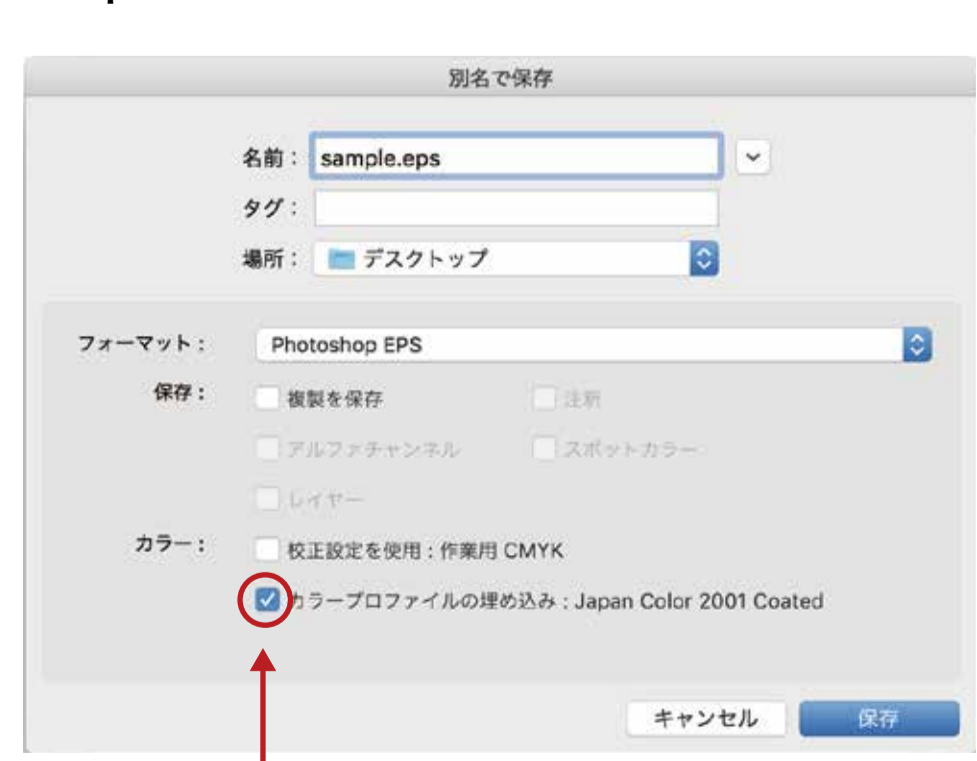 別名で保存
名前： sample.eps
タグ：
場所： デスクトップ
フォーマット： Photoshop EPS
保存： 複製を保存 注釈
アルファチャンネル スポットカラー
レイヤー
カラー： 校正設定を使用：作業用 CMYK
カラープロファイルの埋め込み：Japan Color 2001 Coated
キャンセル 保存